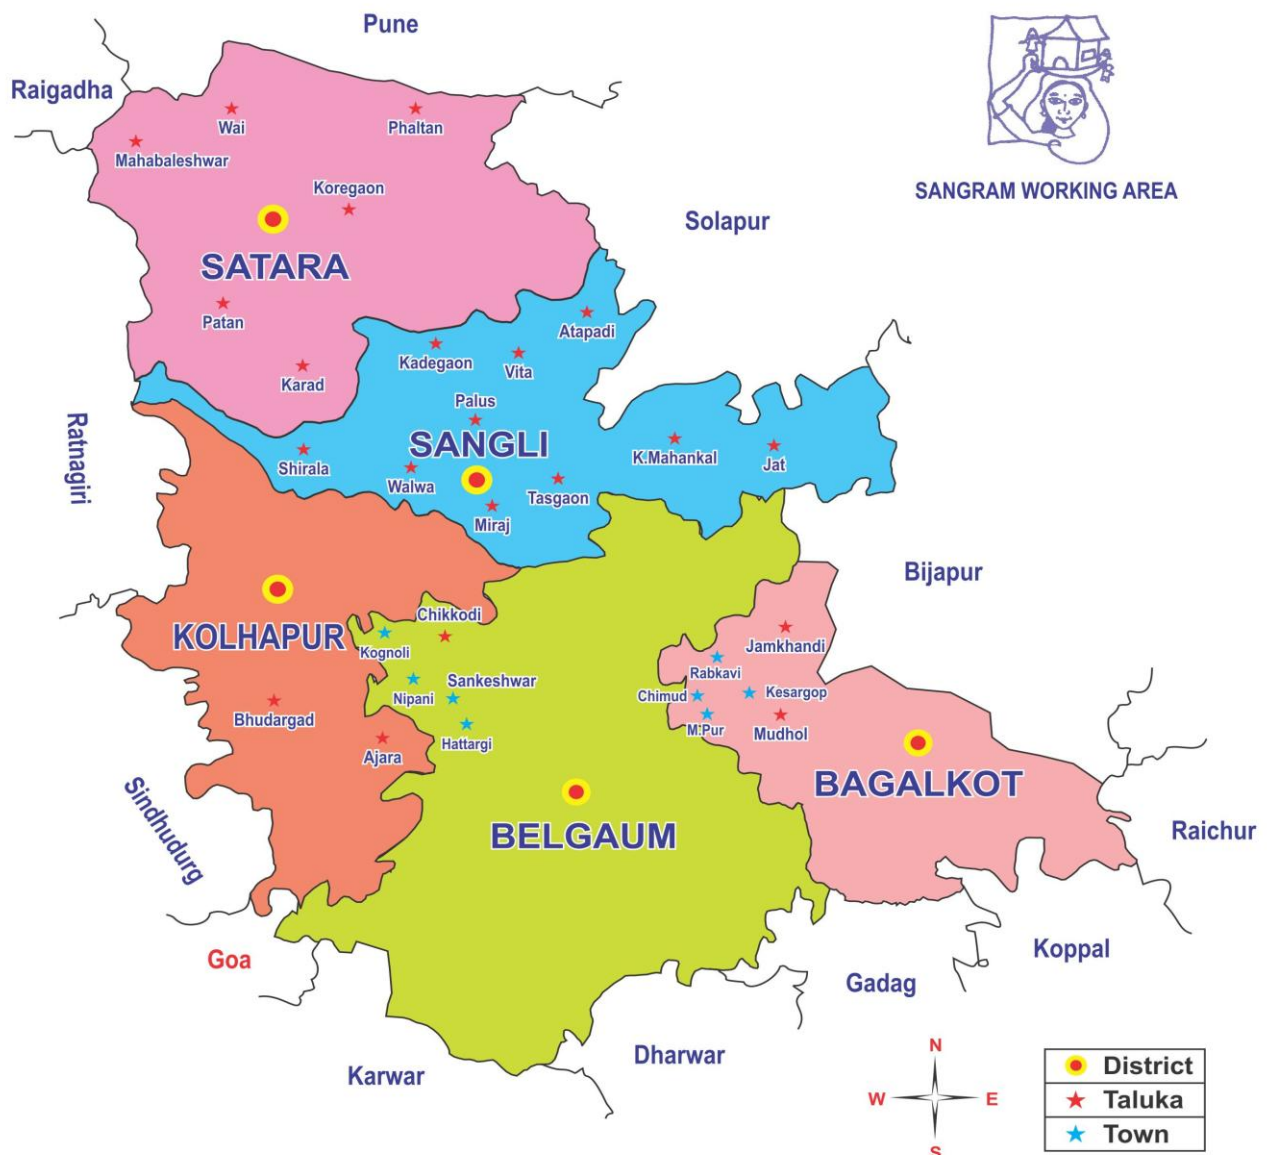 Pune
Raigadha
Wai
Phaltan
Mahabaleshwar
Koregaon
SANGRAM WORKING AREA
Solapur
SATARA
Patan
Atapadi
Kadegaon
Vita
Karad
Palus
Ratnagiri
SANGLI
K.Mahankal
Jat
Shirala
Walwa
Tasgaon
Miraj
Bijapur
Chikkodi
KOLHAPUR
Kognoli
Jamkhandi
Rabkavi
Sankeshwar
Nipani
Chimud
Kesargop
Bhudargad
M.Pur
Mudhol
Hattargi
Ajara
BAGALKOT
Sindhudurg
BELGAUM
Raichur
Goa
Koppal
Gadag
Dharwar
Karwar
N
W
E
S
District
Taluka
Town